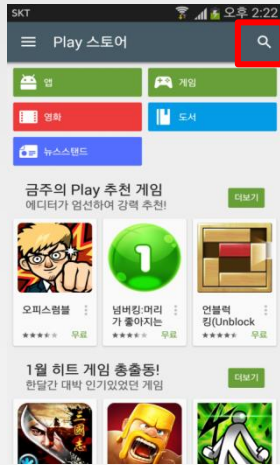 SKT 오후 2:22
Play 스토어
앱 게임
영화 도서
뉴스스탠드
금주의 Play 추천 게임
에디터가 엄선하여 강력 추천!
더보기
1
오피스럼블 넘버킹:머리가 좋아지는 언블럭킹(Unblock
무료 무료 무료
1월 히트 게임 총출동!
한달간 대박 인기있었던 게임
더보기